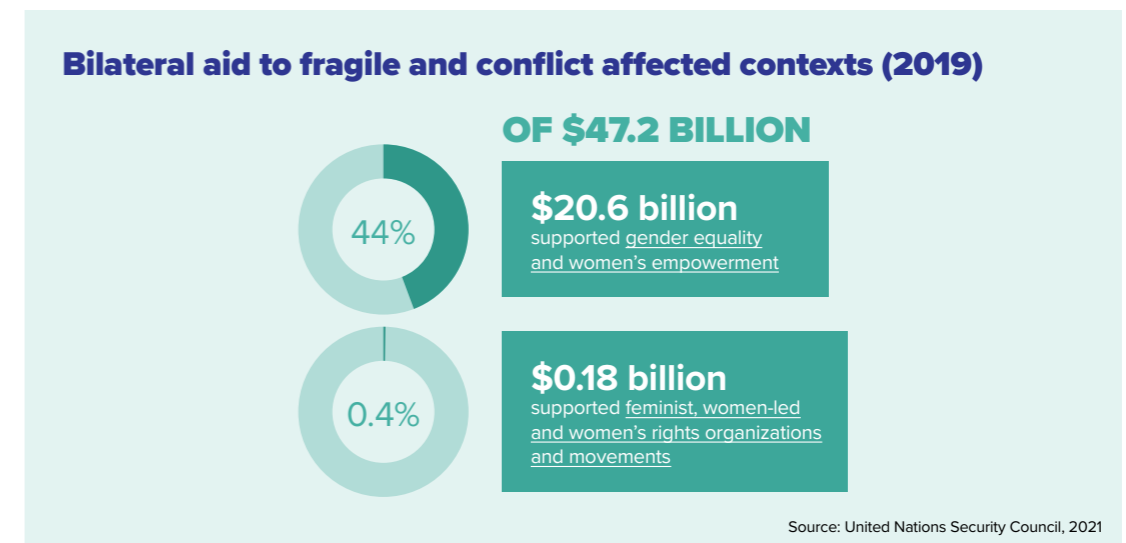 Bilateral aid to fragile and conflict affected contexts (2019)
OF $47.2 BILLION
44%
$20.6 billion
supported gender equality
and women’s empowerment
0.4%
$0.18 billion
supported feminist, women-led
and women’s rights organizations
and movements
Source: United Nations Security Council, 2021